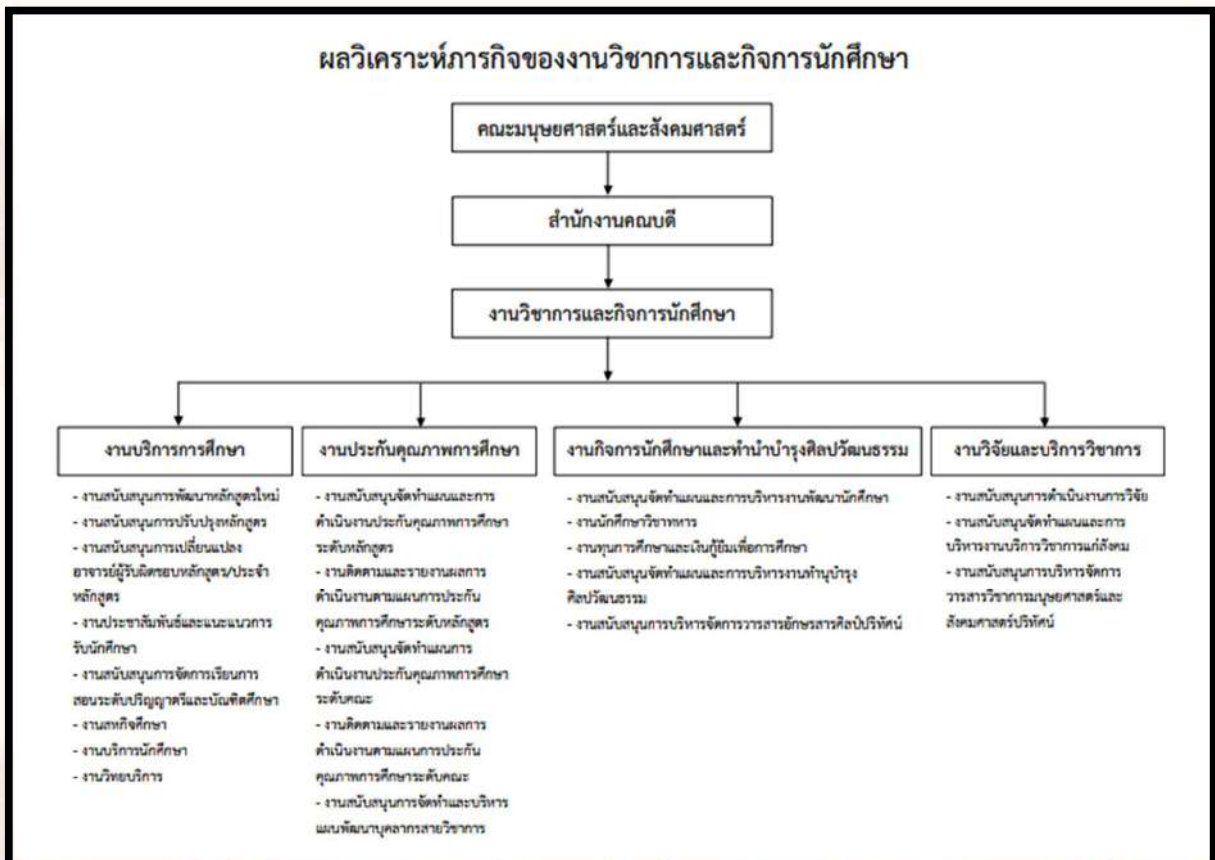 ผลวิเคราะห์ภารกิจของงานวิชาการและกิจการนักศึกษา
คณะมนุษยศาสตร์และสังคมศาสตร์
สำนักงานคณบดี
งานวิชาการและกิจการนักศึกษา
งานบริการการศึกษา
- งานสนับสนุนการพัฒนาหลักสูตรใหม่
- งานสนับสนุนการปรับปรุงหลักสูตร
- งานสนับสนุนการเปลี่ยนแปลง
อาจารย์ผู้รับผิดชอบหลักสูตร/ประจำ
หลักสูตร
- งานประชาสัมพันธ์และแนะแนวการ
รับนักศึกษา
- งานสนับสนุนการจัดการเรียนการ
สอนระดับปริญญาตรีและบัณฑิตศึกษา
- งานสหกิจศึกษา
- งานบริการนักศึกษา
- งานวิทยบริการ
งานประกันคุณภาพการศึกษา
- งานสนับสนุนจัดทำแผนและการ
ดำเนินงานประกันคุณภาพการศึกษา
ระดับหลักสูตร
- งานติดตามและรายงานผลการ
ดำเนินงานตามแผนการประกัน
คุณภาพการศึกษาระดับหลักสูตร
- งานสนับสนุนจัดทำแผนการ
ดำเนินงานประกันคุณภาพการศึกษา
ระดับคณะ
- งานติดตามและรายงานผลการ
ดำเนินงานตามแผนการประกัน
คุณภาพการศึกษาระดับคณะ
- งานสนับสนุนการจัดทำและบริหาร
แผนพัฒนาบุคลากรสายวิชาการ
งานกิจการนักศึกษาและทำนำบำรุงศิลปวัฒนธรรม
- งานสนับสนุนจัดทำแผนและการบริหารงานพัฒนานักศึกษา
- งานนักศึกษาวิชาทหาร
- งานทุนการศึกษาและเงินกู้ยืมเพื่อการศึกษา
- งานสนับสนุนจัดทำแผนและการบริหารงานทำนุบำรุง
ศิลปวัฒนธรรม
- งานสนับสนุนการบริหารจัดการวารสารอักษรสารศิลป์ปริทัศน์
งานวิจัยและบริการวิชาการ
- งานสนับสนุนการดำเนินงานการวิจัย
- งานสนับสนุนจัดทำแผนและการ
บริหารงานบริการวิชาการแก่สังคม
- งานสนับสนุนการบริหารจัดการ
วารสารวิชาการมนุษยศาสตร์และ
สังคมศาสตร์ปริทัศน์